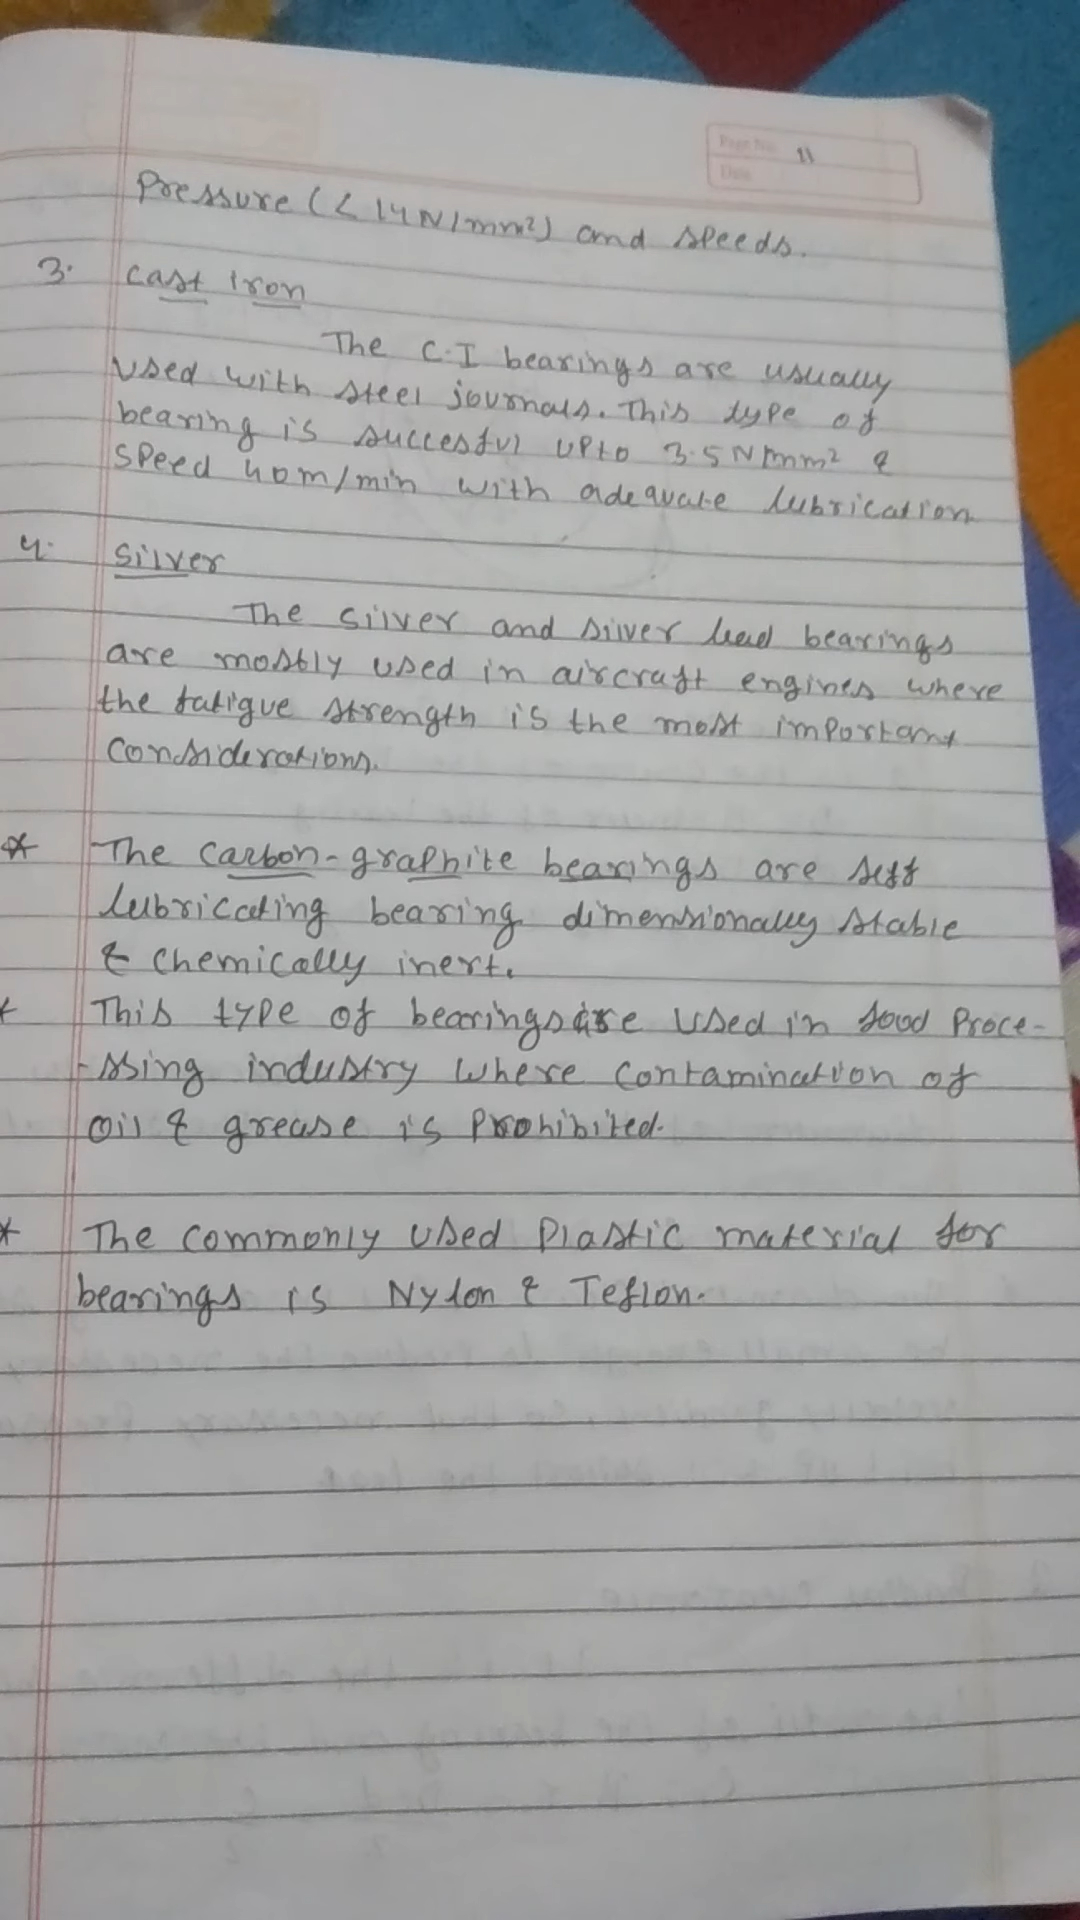 Page No. 11
Date
Pressure (< 14 N/mm²) and speeds.
3. Cast Iron
The C.I bearings are usually
used with steel journals. This type of
bearing is succesful upto 3.5 N/mm² &
speed 40m/min with adequate lubrication
4. Silver
The silver and silver lead bearings
are mostly used in aircraft engines where
the fatigue strength is the most important
considerations.
* The carbon-graphite bearings are self
lubricating bearing dimensionally stable
& chemically inert.
* This type of bearings are used in food proce-
-ssing industry where contamination of
oil & grease is prohibited.
* The commonly used plastic material for
bearings is Nylon & Teflon.